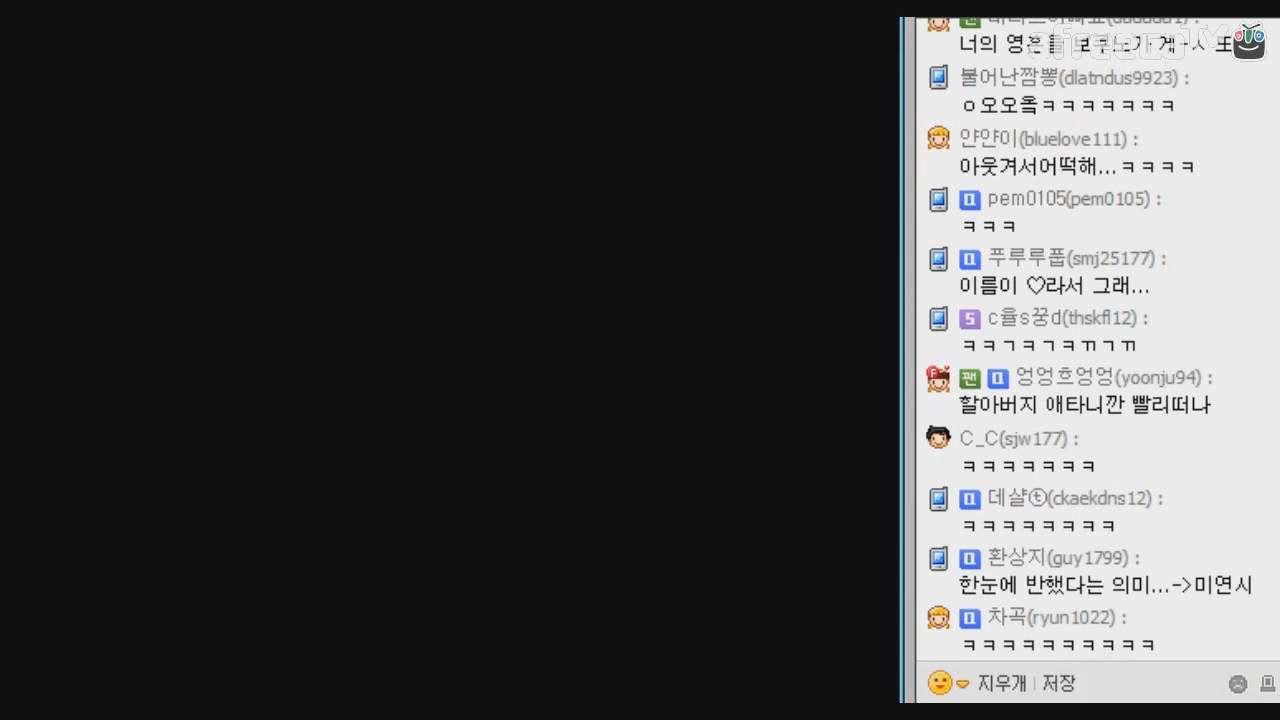 불어난짬뽕(dlatndus9923) :
ㅇ오오옼ㅋㅋㅋㅋㅋㅋㅋ
얀얀이(bluelove111) :
아웃겨서어떡해...ㅋㅋㅋㅋ
pem0105(pem0105) :
ㅋㅋㅋ
푸루루풉(smj25177) :
이름이 ♡라서 그래...
S c율s꿍d(thskfl12) :
ㅋㅋㄱㅋㄱㅋㄲㄱㄲ
팬 엉엉흐엉엉(yoonju94) :
할아버지 애타니깐 빨리떠나
C_C(sjw177) :
ㅋㅋㅋㅋㅋㅋㅋ
데샬ⓣ(ckaekdns12) :
ㅋㅋㅋㅋㅋㅋㅋㅋ
환상지(guy1799) :
한눈에 반했다는 의미...->미연시
차곡(ryun1022) :
ㅋㅋㅋㅋㅋㅋㅋㅋㅋㅋ
지우개 | 저장